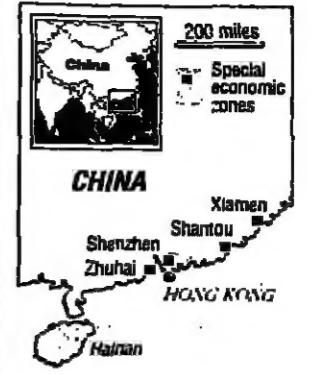 200 miles
China
Special
economic
zones
CHINA
Xiamen
Shantou
Shenzhen
Zhuhai
HONG KONG
Hainan